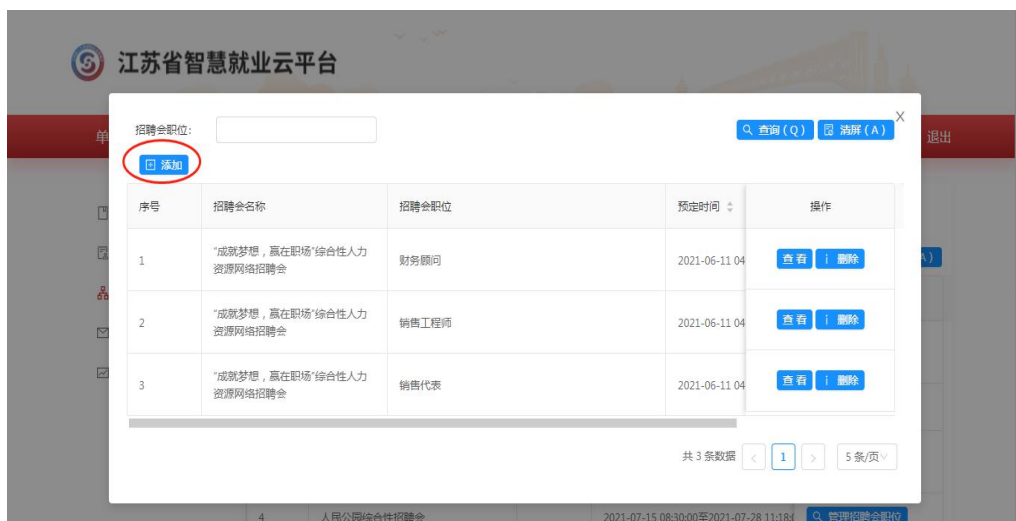 江苏省智慧就业云平台
单
退出
X
招聘会职位:
查询(Q) 清屏(A)
添加
序号 招聘会名称 招聘会职位 预定时间 操作
1 “成就梦想，赢在职场”综合性人力 财务顾问 2021-06-11 04 查看 删除
资源网络招聘会
2 “成就梦想，赢在职场”综合性人力 销售工程师 2021-06-11 04 查看 删除
资源网络招聘会
3 “成就梦想，赢在职场”综合性人力 销售代表 2021-06-11 04 查看 删除
资源网络招聘会
共 3 条数据 < 1 > 5 条/页
4 人民公园综合性招聘会 2021-07-15 08:30:00至2021-07-28 11:18:( 管理招聘会职位